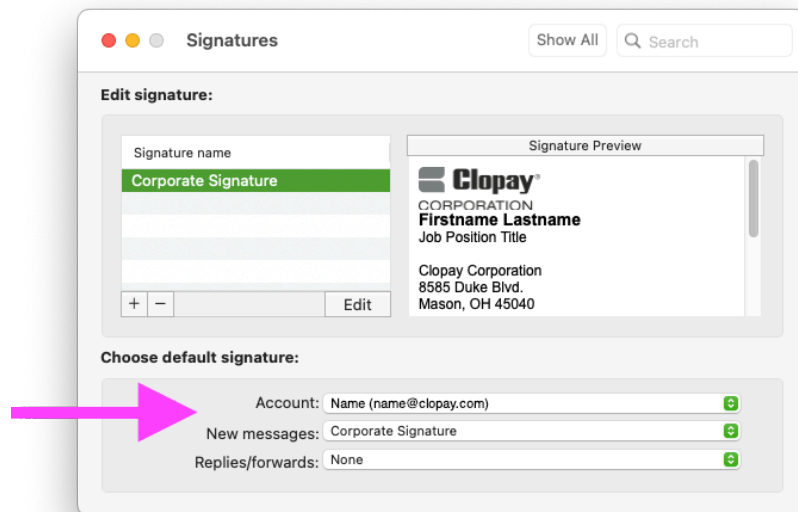 Signatures
Show All
Search
Edit signature:
Signature name
Corporate Signature
+ −
Edit
Signature Preview
Clopay®
CORPORATION
Firstname Lastname
Job Position Title
Clopay Corporation
8585 Duke Blvd.
Mason, OH 45040
Choose default signature:
Account: Name (name@clopay.com)
New messages: Corporate Signature
Replies/forwards: None